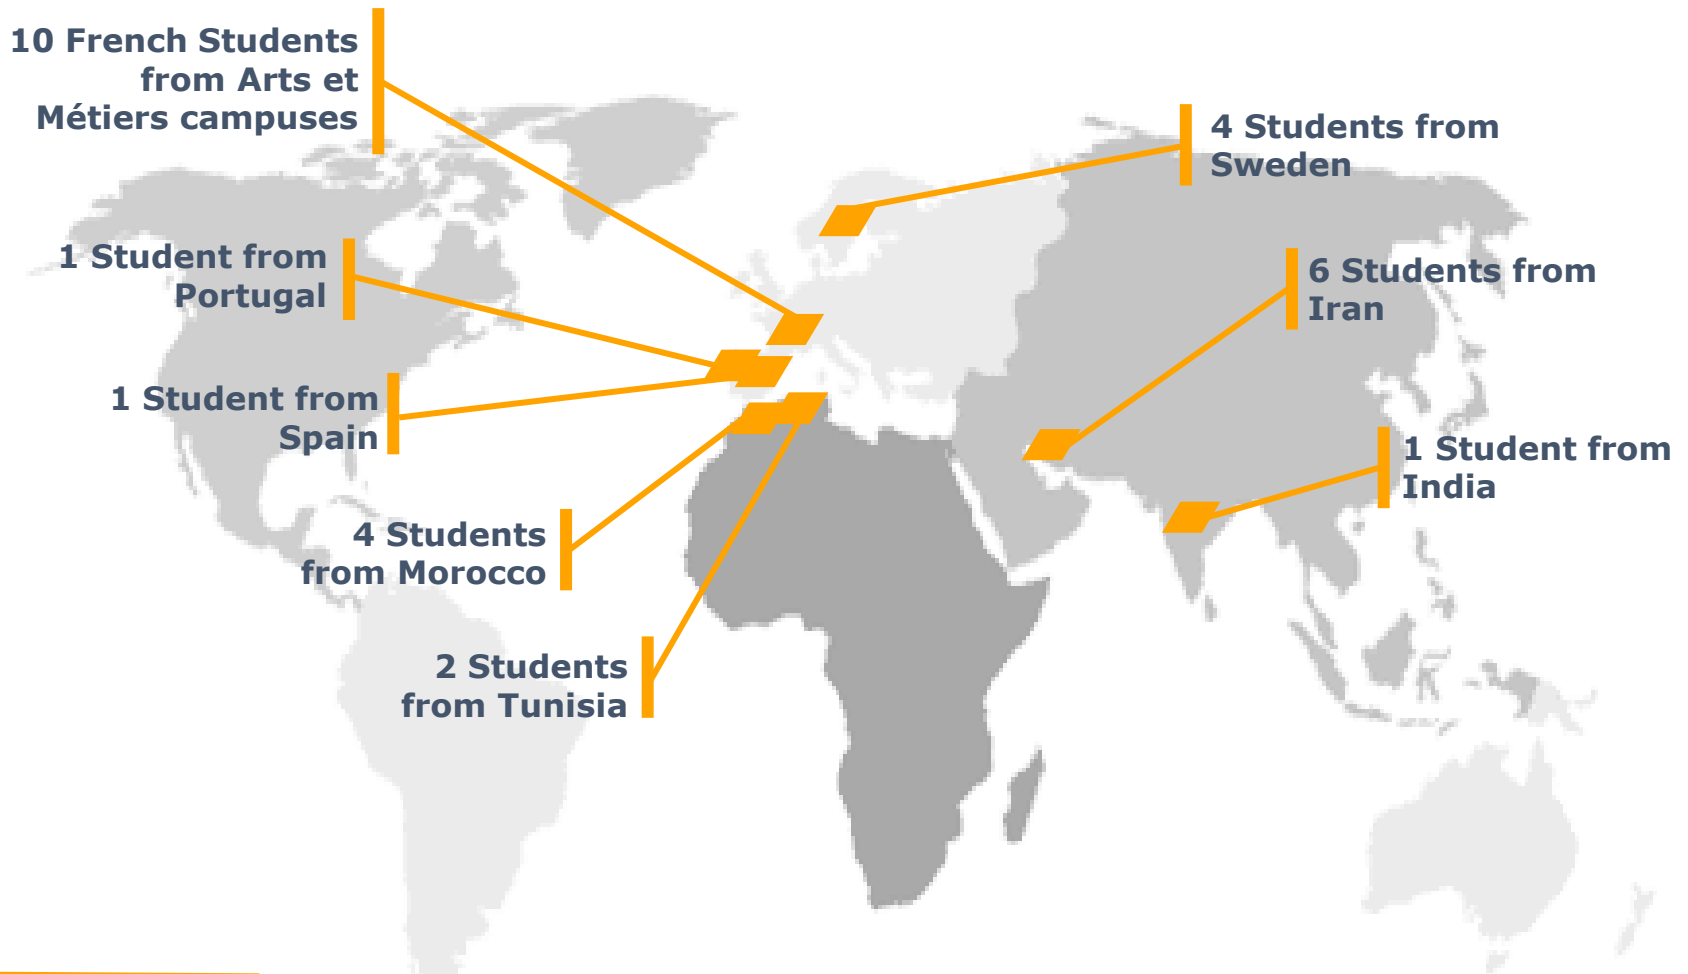 10 French Students
from Arts et
Métiers campuses
4 Students from
Sweden
1 Student from
Portugal
6 Students from
Iran
1 Student from
Spain
1 Student from
India
4 Students
from Morocco
2 Students
from Tunisia